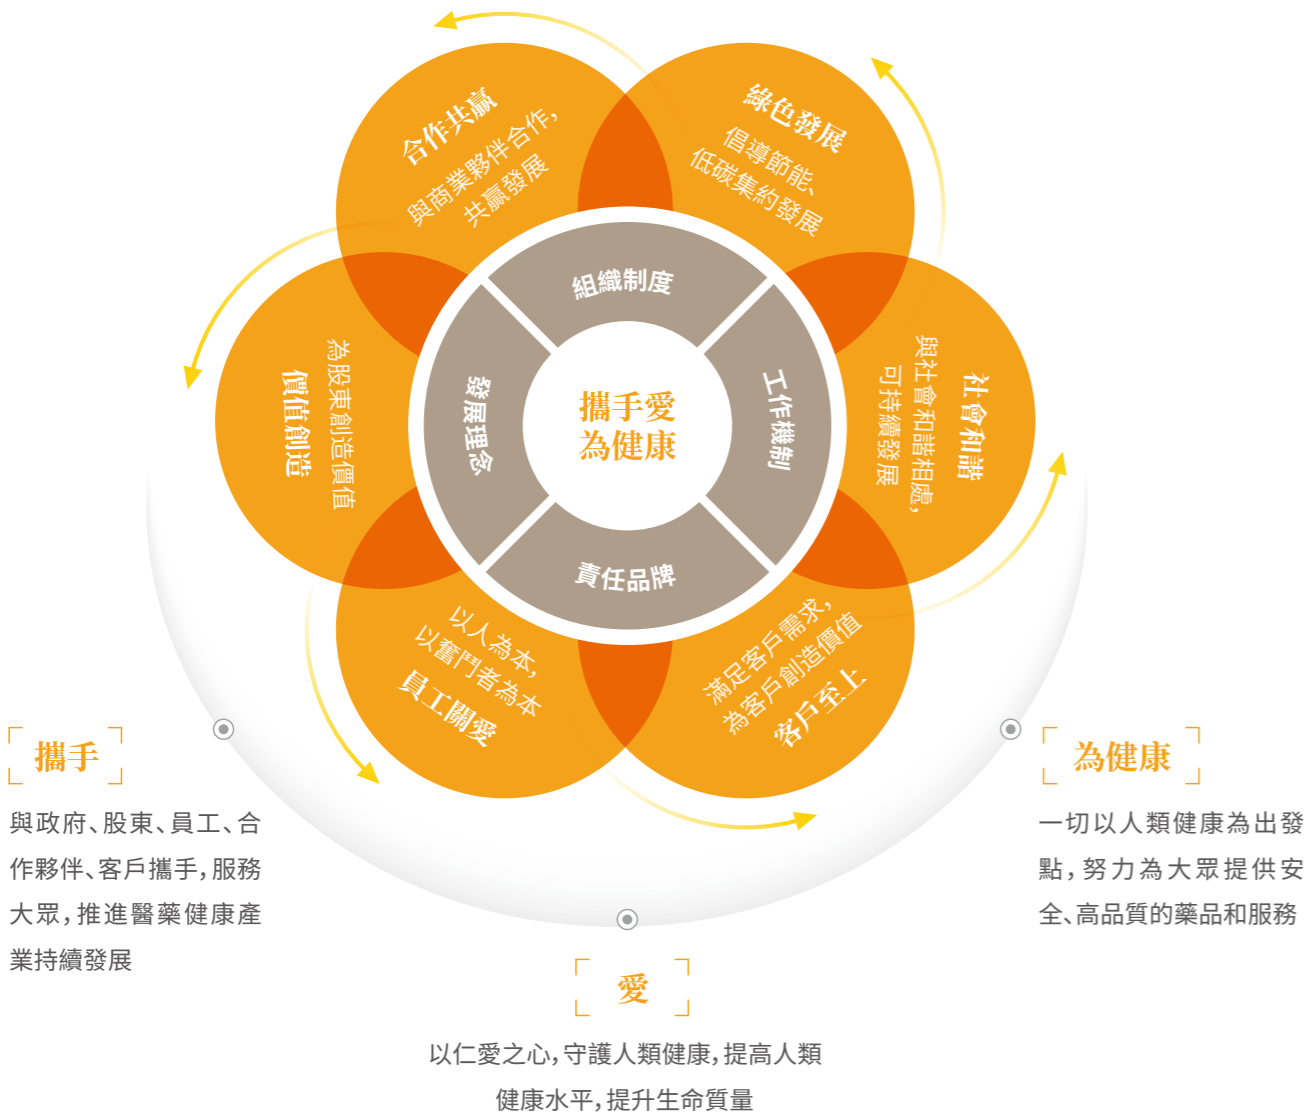 合作共贏
與商業夥伴合作，
共贏發展
綠色發展
倡導節能、
低碳集約發展
價值創造
為股東創造價值
社會和諧
與社會和諧相處，
可持續發展
組織制度
發展理念
工作機制
責任品牌
攜手愛
為健康
以人為本，
以奮鬥者為本
員工關愛
滿足客戶需求，
為客戶創造價值
客戶至上
攜手
與政府、股東、員工、合
作夥伴、客戶攜手，服務
大眾，推進醫藥健康產
業持續發展
愛
以仁愛之心，守護人類健康，提高人類
健康水平，提升生命質量
為健康
一切以人類健康為出發
點，努力為大眾提供安
全、高品質的藥品和服務